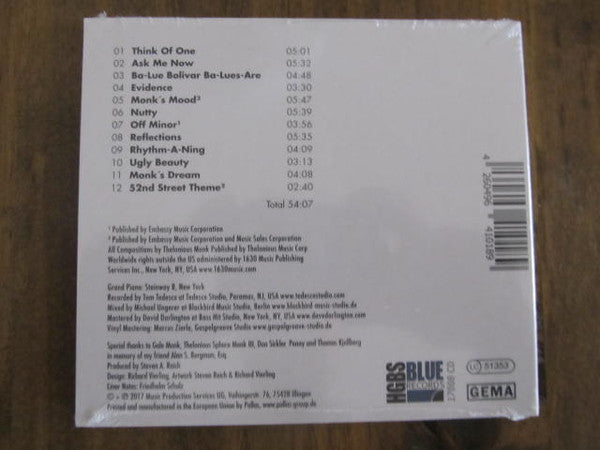 01 Think Of One 05:01
02 Ask Me Now 05:32
03 Ba-Lue Bolivar Ba-Lues-Are 04:48
04 Evidence 03:30
05 Monk's Mood² 05:47
06 Nutty 05:39
07 Off Minor¹ 03:56
08 Reflections 05:35
09 Rhythm-A-Ning 09:09
10 Ugly Beauty 03:13
11 Monk's Dream 04:08
12 52nd Street Theme² 02:40
Total 54:07
¹ Published by Embassy Music Corporation
² Published by Embassy Music Corporation and Music Sales Corporation
All Compositions by Thelonious Monk Published by Thelonious Music Corp
Worldwide rights outside the US administered by 1630 Music Publishing
Services Inc., New York, NY, USA www.1630music.com
Grand Piano: Steinway B, New York
Recorded by Tom Tedesco at Tedesco Studio, Paramus, NJ, USA www.tedescostudio.com
Mixed by Michael Ungerer at Blackbird Music Studio, Berlin www.blackbird-music-studio.de
Mastered by David Darlington at Bass Hit Studio, New York, NY, USA www.davedarlington.com
Vinyl Mastering: Marcus Zierle, Gospelgroove-Studio www.gospelgroove-studio.de
Special thanks to Gale Monk, Thelonious Sphere Monk III, Don Sickler, Penny and Thomas Kjellberg
in memory of my friend Alan S. Bergman, Esq.
Produced by Steven A. Reich
Design: Richard Vierling, Artwork Steven Reich & Richard Vierling
Liner Notes: Friedhelm Schulz
© + ℗ 2017 Music Production Services UG, Vaihingerstr. 76, 75428 Illingen
Printed and manufactured in the European Union by Pallas, www.pallas-group.de
HGBS
BLUE
RECORDS
LC 51353
GEMA
4 260496 410189